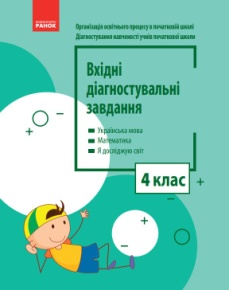 РАНОК
Організація освітнього процесу в початковій школі
Діагностування навченості учнів початкової школи
Вхідні
діагностувальні
завдання
Українська мова
Математика
Я досліджую світ
4 клас